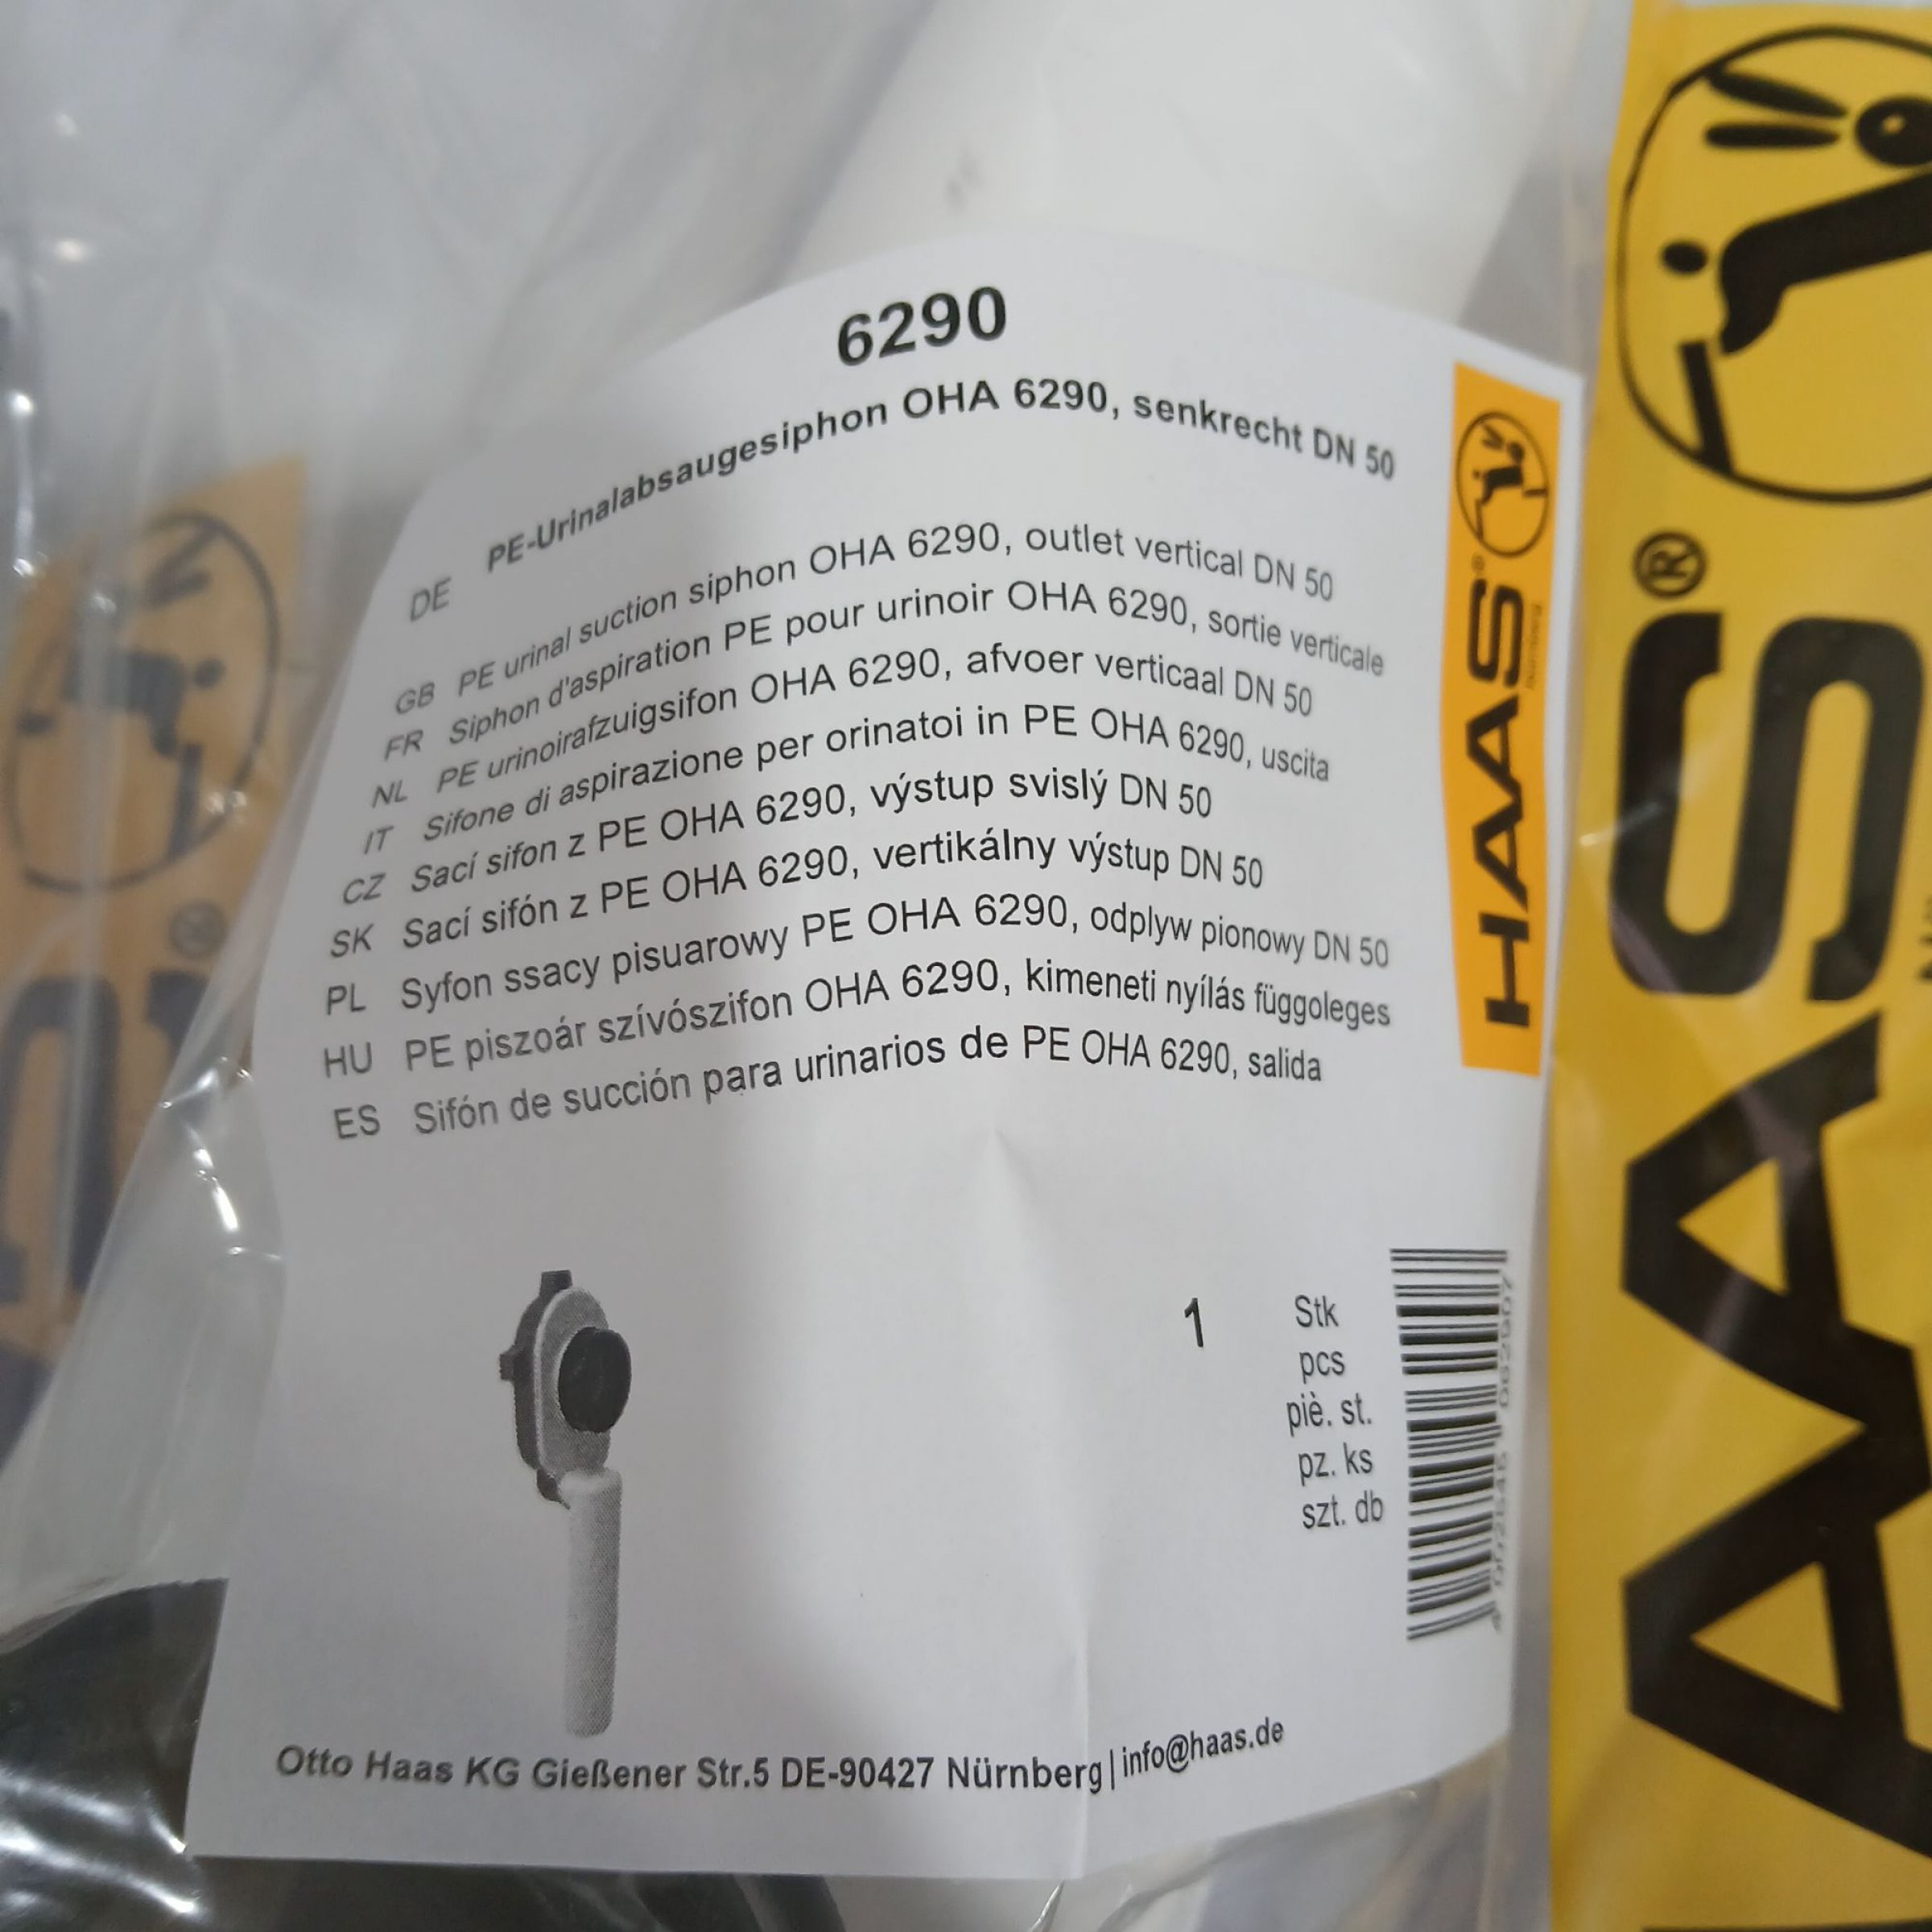 6290
DE PE-Urinalabsaugesiphon OHA 6290, senkrecht DN 50
GB PE urinal suction siphon OHA 6290, outlet vertical DN 50
FR Siphon d'aspiration PE pour urinoir OHA 6290, sortie verticale
NL PE urinoirafzuigsifon OHA 6290, afvoer verticaal DN 50
IT Sifone di aspirazione per orinatoi in PE OHA 6290, uscita
CZ Sací sifon z PE OHA 6290, výstup svislý DN 50
SK Sací sifón z PE OHA 6290, vertikálny výstup DN 50
PL Syfon ssacy pisuarowy PE OHA 6290, odplyw pionowy DN 50
HU PE piszoár szívószifon OHA 6290, kimeneti nyílás függoleges
ES Sifón de succión para urinarios de PE OHA 6290, salida
HAAS®
1 Stk
pcs
piè. st.
pz. ks
szt. db
Otto Haas KG Gießener Str.5 DE-90427 Nürnberg | info@haas.de
HAAS®